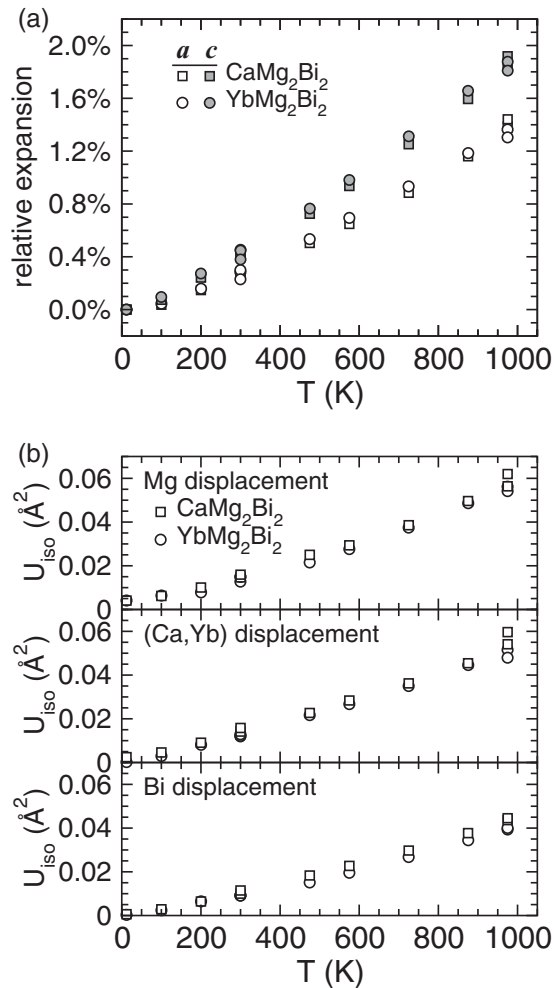 (a)
2.0%
1.6%
1.2%
0.8%
0.4%
0.0%
relative expansion
a c
CaMg₂Bi₂
YbMg₂Bi₂
0 200 400 600 800 1000
T (K)
(b)
0.06
0.04
0.02
0
U_iso (Å²)
Mg displacement
CaMg₂Bi₂
YbMg₂Bi₂
0.06
0.04
0.02
0
U_iso (Å²)
(Ca,Yb) displacement
0.06
0.04
0.02
0
U_iso (Å²)
Bi displacement
0 200 400 600 800 1000
T (K)